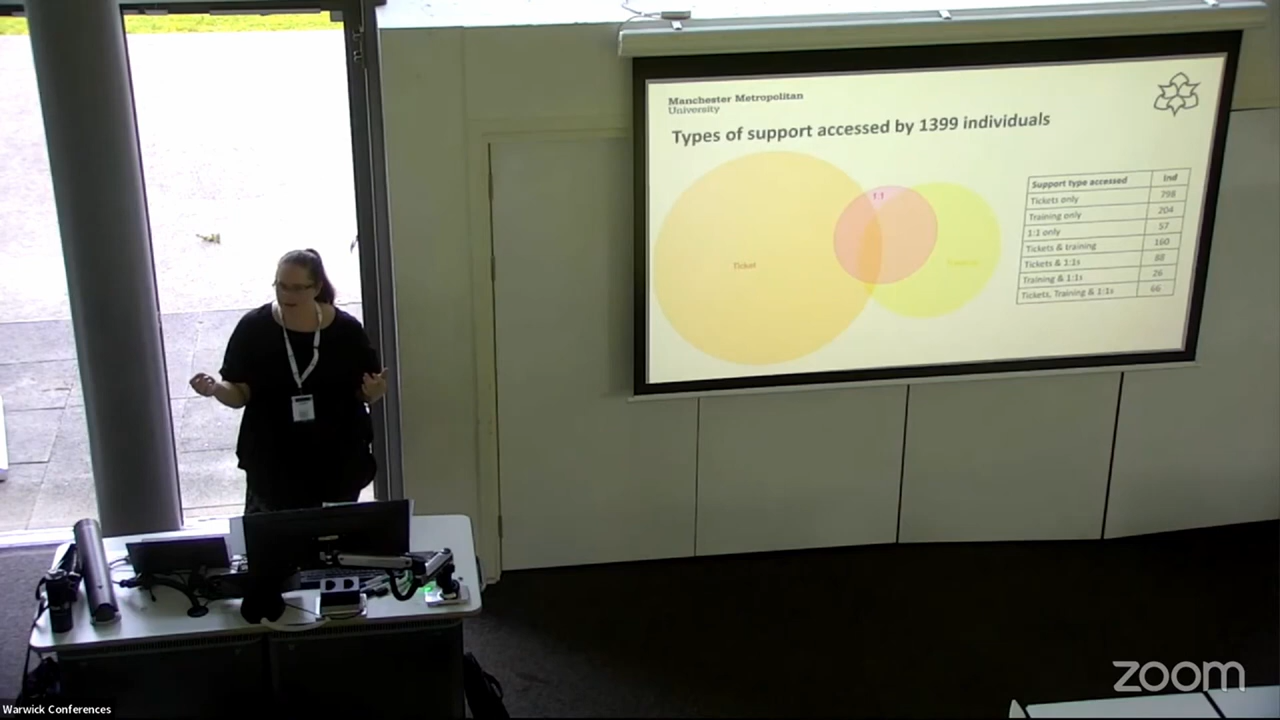 Manchester Metropolitan
University
Types of support accessed by 1399 individuals
1:1
Ticket
Support type accessed Ind
Tickets only 798
Training only 204
1:1 only 57
Tickets & training 160
Tickets & 1:1s 88
Training & 1:1s 26
Tickets, Training & 1:1s 66
zoom
Warwick Conferences